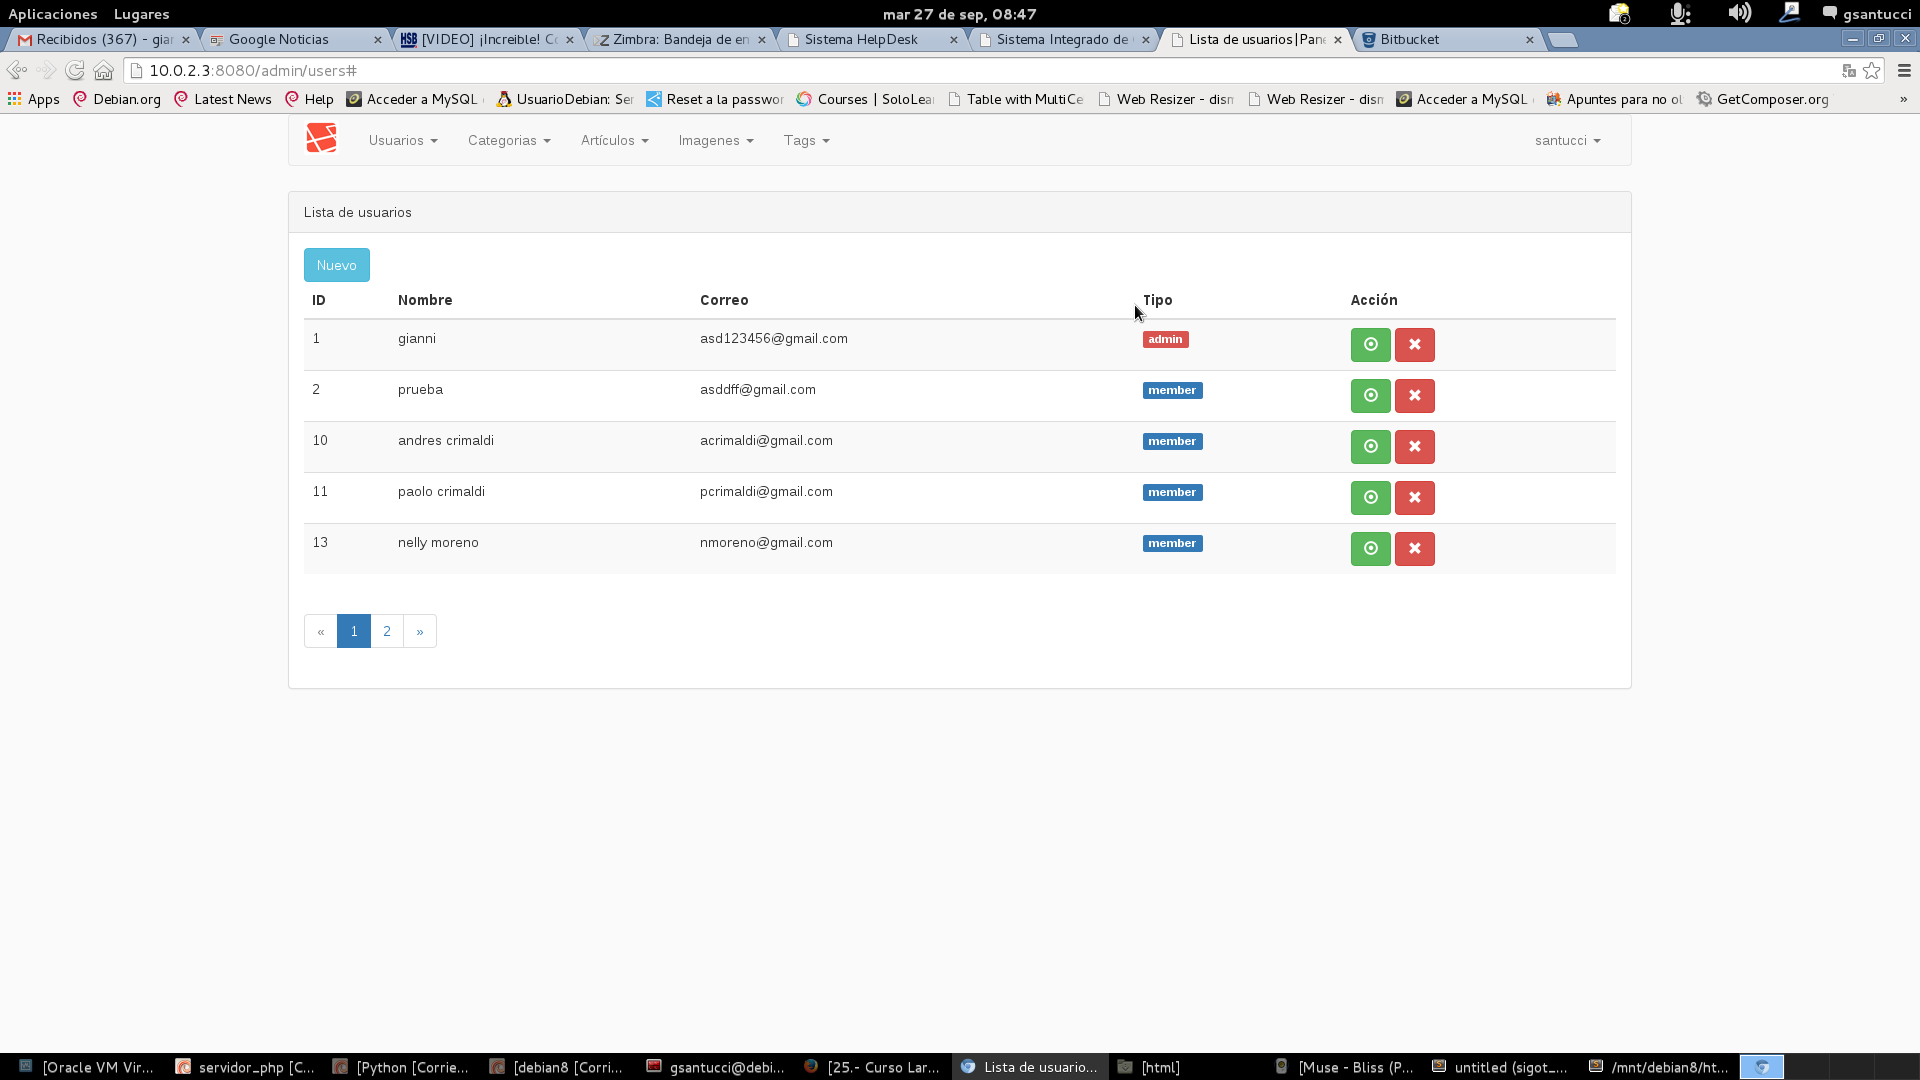 Aplicaciones Lugares mar 27 de sep, 08:47 gsantucci
Recibidos (367) - gia Google Noticias [VIDEO] ¡Increible! Zimbra: Bandeja de en Sistema HelpDesk Sistema Integrado de Lista de usuarios|Pan Bitbucket
10.0.2.3:8080/admin/users#
Apps Debian.org Latest News Help Acceder a MySQL UsuarioDebian: Ser Reset a la passwor Courses | SoloLea Table with MultiCe Web Resizer - dism Web Resizer - dism Acceder a MySQL Apuntes para no ol GetComposer.org »
Usuarios Categorias Artículos Imagenes Tags santucci
Lista de usuarios
Nuevo
ID Nombre Correo Tipo Acción
1 gianni asd123456@gmail.com admin
2 prueba asddff@gmail.com member
10 andres crimaldi acrimaldi@gmail.com member
11 paolo crimaldi pcrimaldi@gmail.com member
13 nelly moreno nmoreno@gmail.com member
« 1 2 »
[Oracle VM Vir... servidor_php [C... [Python [Corrie... [debian8 [Corri... gsantucci@debi... [25.- Curso Lar... Lista de usuario... [html] [Muse - Bliss (P... untitled (sigot_... /mnt/debian8/ht...